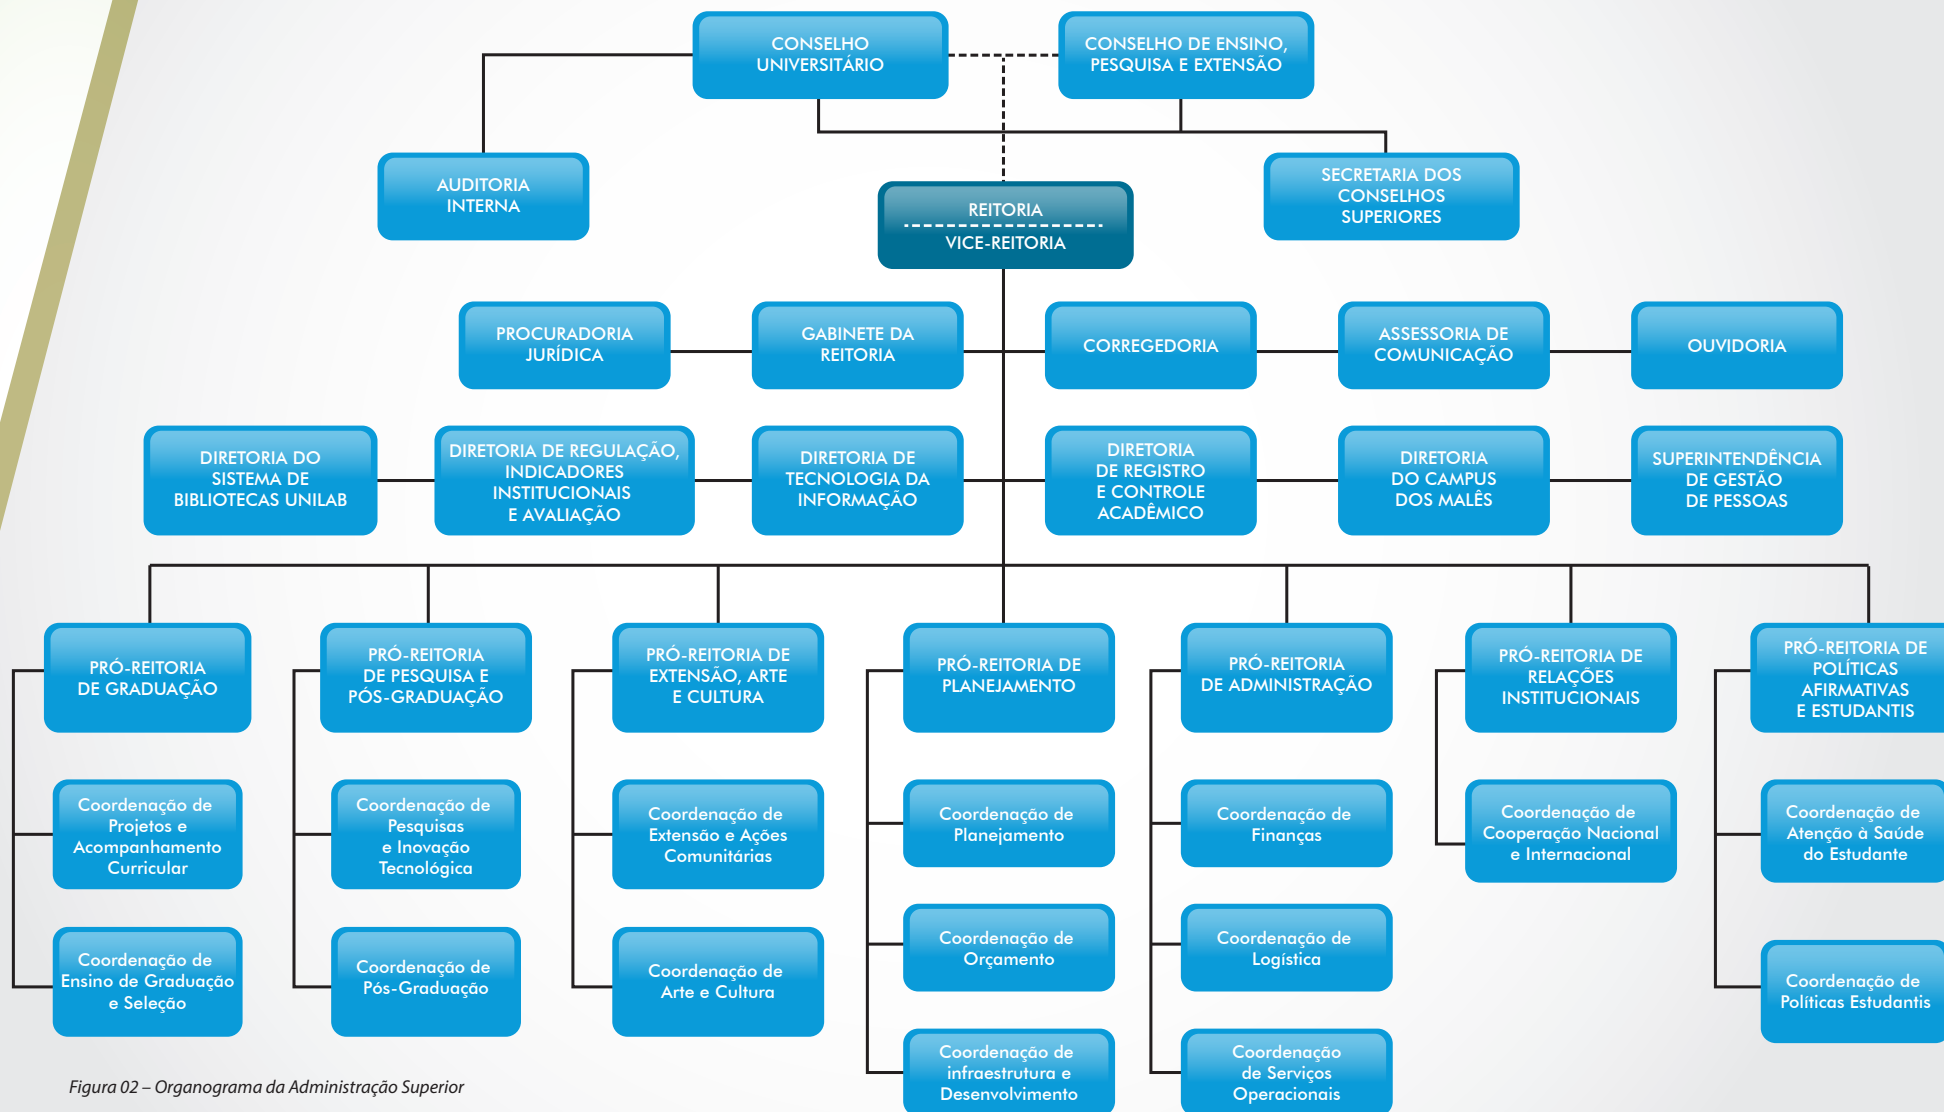 CONSELHO
UNIVERSITÁRIO
CONSELHO DE ENSINO,
PESQUISA E EXTENSÃO
AUDITORIA
INTERNA
REITORIA
VICE-REITORIA
SECRETARIA DOS
CONSELHOS
SUPERIORES
PROCURADORIA
JURÍDICA
GABINETE DA
REITORIA
CORREGEDORIA
ASSESSORIA DE
COMUNICAÇÃO
OUVIDORIA
DIRETORIA DO
SISTEMA DE
BIBLIOTECAS UNILAB
DIRETORIA DE REGULAÇÃO,
INDICADORES
INSTITUCIONAIS
E AVALIAÇÃO
DIRETORIA DE
TECNOLOGIA DA
INFORMAÇÃO
DIRETORIA
DE REGISTRO
E CONTROLE
ACADÊMICO
DIRETORIA
DO CAMPUS
DOS MALÊS
SUPERINTENDÊNCIA
DE GESTÃO
DE PESSOAS
PRÓ-REITORIA
DE GRADUAÇÃO
PRÓ-REITORIA
DE PESQUISA E
PÓS-GRADUAÇÃO
PRÓ-REITORIA DE
EXTENSÃO, ARTE
E CULTURA
PRÓ-REITORIA DE
PLANEJAMENTO
PRÓ-REITORIA
DE ADMINISTRAÇÃO
PRÓ-REITORIA DE
RELAÇÕES
INSTITUCIONAIS
PRÓ-REITORIA DE
POLÍTICAS
AFIRMATIVAS
E ESTUDANTIS
Coordenação de
Projetos e
Acompanhamento
Curricular
Coordenação de
Pesquisas
e Inovação
Tecnológica
Coordenação de
Extensão e Ações
Comunitárias
Coordenação de
Planejamento
Coordenação de
Finanças
Coordenação de
Cooperação Nacional
e Internacional
Coordenação de
Atenção à Saúde
do Estudante
Coordenação de
Ensino de Graduação
e Seleção
Coordenação de
Pós-Graduação
Coordenação de
Arte e Cultura
Coordenação de
Orçamento
Coordenação de
Logística
Coordenação de
Políticas Estudantis
Coordenação de
infraestrutura e
Desenvolvimento
Coordenação
de Serviços
Operacionais
Figura 02 – Organograma da Administração Superior